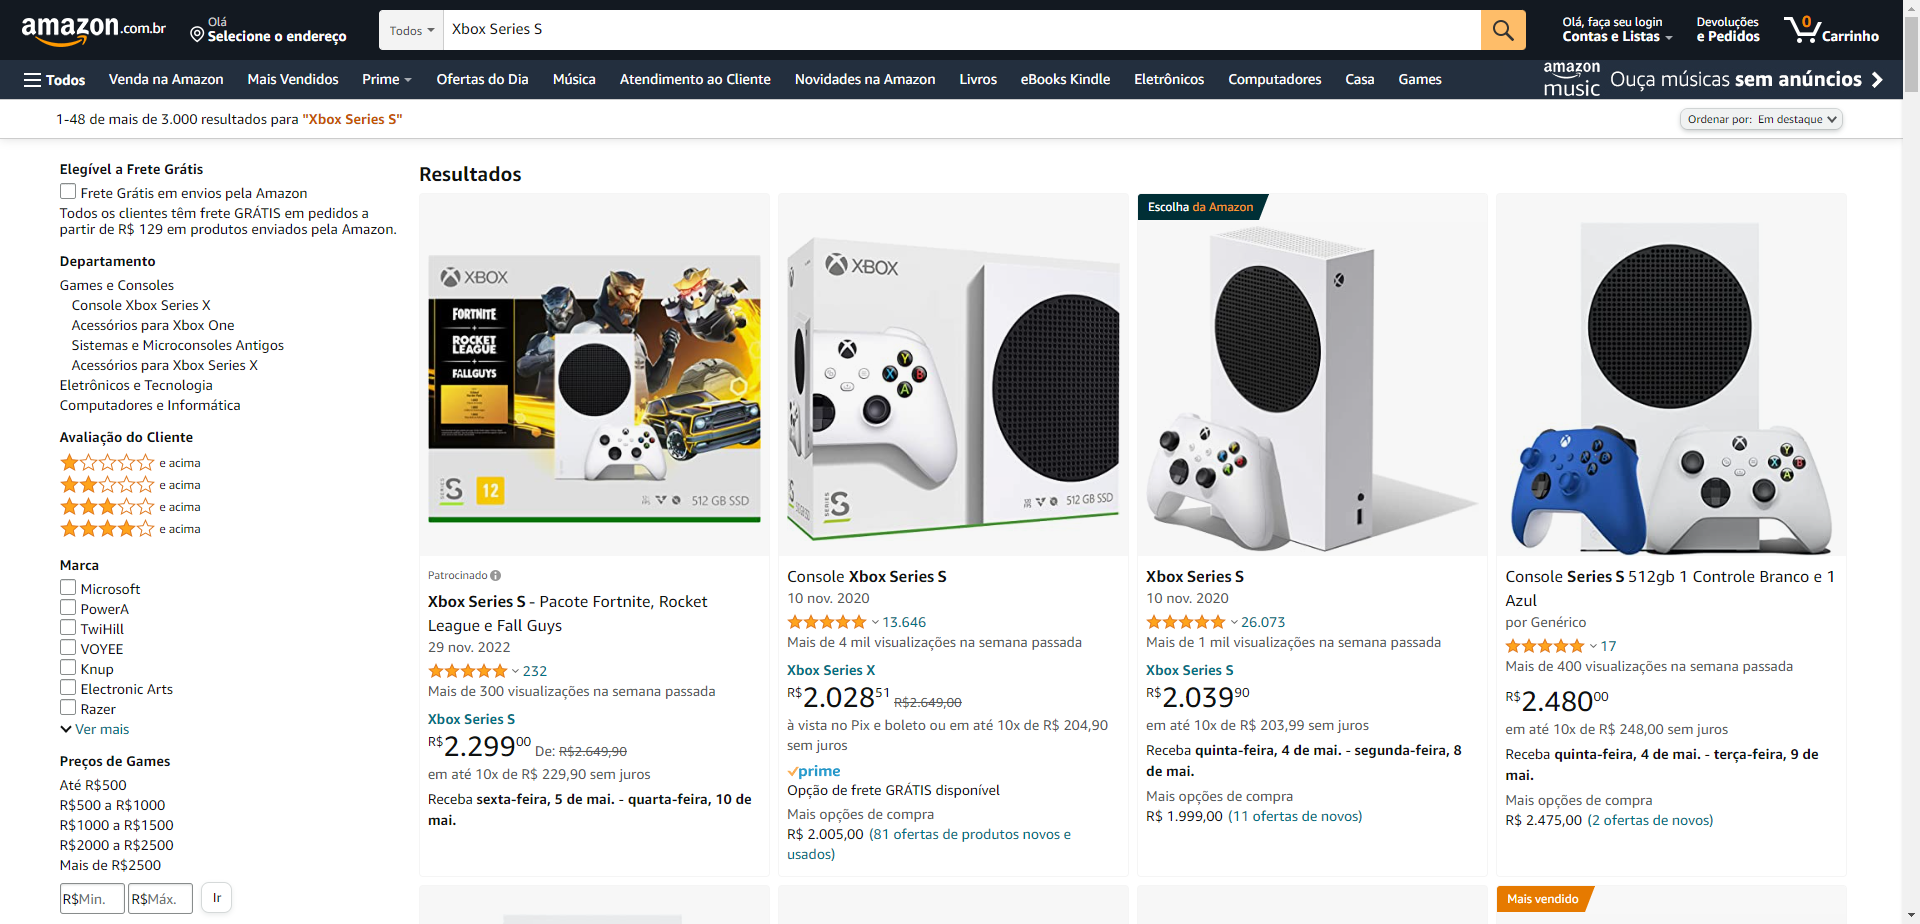 amazon.com.br
Olá
Selecione o endereço
Todos
Xbox Series S
Olá, faça seu login
Contas e Listas
Devoluções
e Pedidos
0
Carrinho
Todos
Venda na Amazon
Mais Vendidos
Prime
Ofertas do Dia
Música
Atendimento ao Cliente
Novidades na Amazon
Livros
eBooks Kindle
Eletrônicos
Computadores
Casa
Games
amazon music
Ouça músicas sem anúncios
1-48 de mais de 3.000 resultados para "Xbox Series S"
Ordenar por: Em destaque
Elegível a Frete Grátis
Frete Grátis em envios pela Amazon
Todos os clientes têm frete GRÁTIS em pedidos a
partir de R$ 129 em produtos enviados pela Amazon.
Departamento
Games e Consoles
Console Xbox Series X
Acessórios para Xbox One
Sistemas e Microconsoles Antigos
Acessórios para Xbox Series X
Eletrônicos e Tecnologia
Computadores e Informática
Avaliação do Cliente
e acima
e acima
e acima
e acima
Marca
Microsoft
PowerA
TwiHill
VOYEE
Knup
Electronic Arts
Razer
Ver mais
Preços de Games
Até R$500
R$500 a R$1000
R$1000 a R$1500
R$2000 a R$2500
Mais de R$2500
R$Min.
R$Máx.
Ir
Resultados
XBOX
FORTNITE
+
ROCKET
LEAGUE
+
FALL GUYS
SERIES S
12
512 GB SSD
Patrocinado
Xbox Series S - Pacote Fortnite, Rocket
League e Fall Guys
29 nov. 2022
232
Mais de 300 visualizações na semana passada
Xbox Series S
R$2.299,00 De: R$2.649,90
em até 10x de R$ 229,90 sem juros
Receba sexta-feira, 5 de mai. - quarta-feira, 10 de
mai.
XBOX
SERIES S
512 GB SSD
Console Xbox Series S
10 nov. 2020
13.646
Mais de 4 mil visualizações na semana passada
Xbox Series X
R$2.028,51 R$2.649,00
à vista no Pix e boleto ou em até 10x de R$ 204,90
sem juros
prime
Opção de frete GRÁTIS disponível
Mais opções de compra
R$ 2.005,00 (81 ofertas de produtos novos e
usados)
Escolha da Amazon
Xbox Series S
10 nov. 2020
26.073
Mais de 1 mil visualizações na semana passada
Xbox Series S
R$2.039,90
em até 10x de R$ 203,99 sem juros
Receba quinta-feira, 4 de mai. - segunda-feira, 8
de mai.
Mais opções de compra
R$ 1.999,00 (11 ofertas de novos)
Console Series S 512gb 1 Controle Branco e 1
Azul
por Genérico
17
Mais de 400 visualizações na semana passada
R$2.480,00
em até 10x de R$ 248,00 sem juros
Receba quinta-feira, 4 de mai. - terça-feira, 9 de
mai.
Mais opções de compra
R$ 2.475,00 (2 ofertas de novos)
Mais vendido